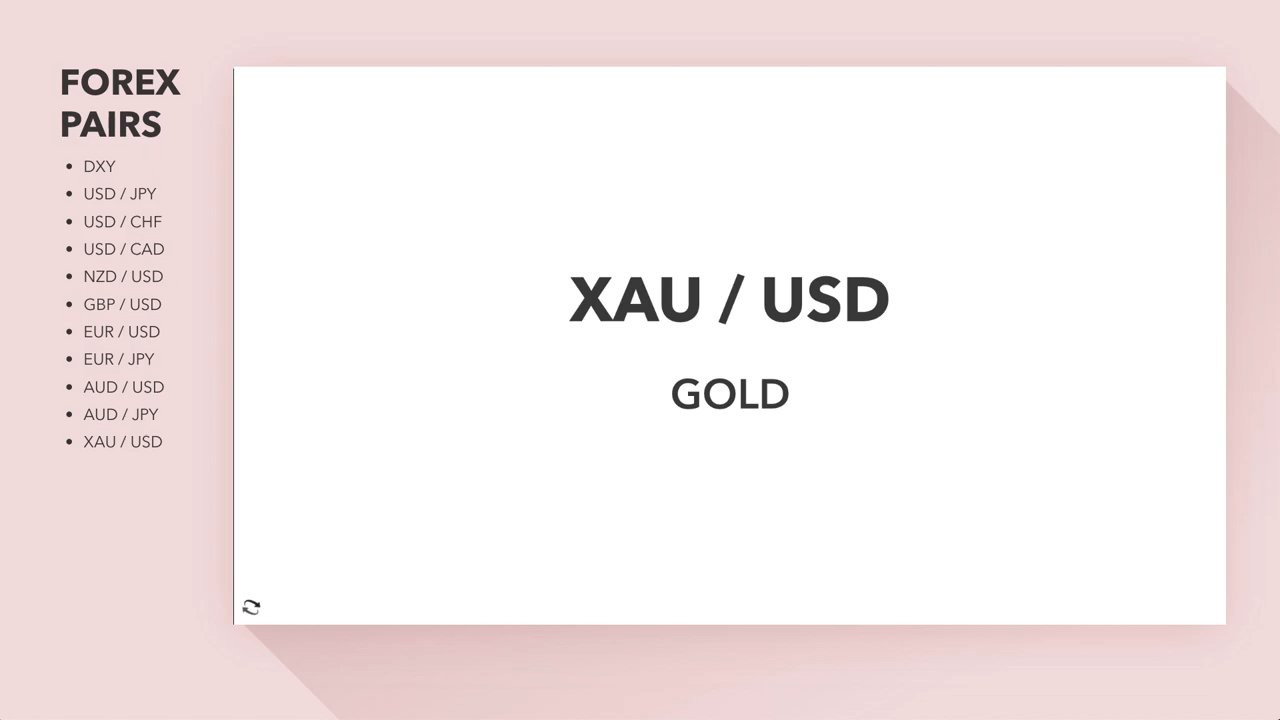 FOREX
PAIRS
• DXY
• USD / JPY
• USD / CHF
• USD / CAD
• NZD / USD
• GBP / USD
• EUR / USD
• EUR / JPY
• AUD / USD
• AUD / JPY
• XAU / USD
XAU / USD
GOLD